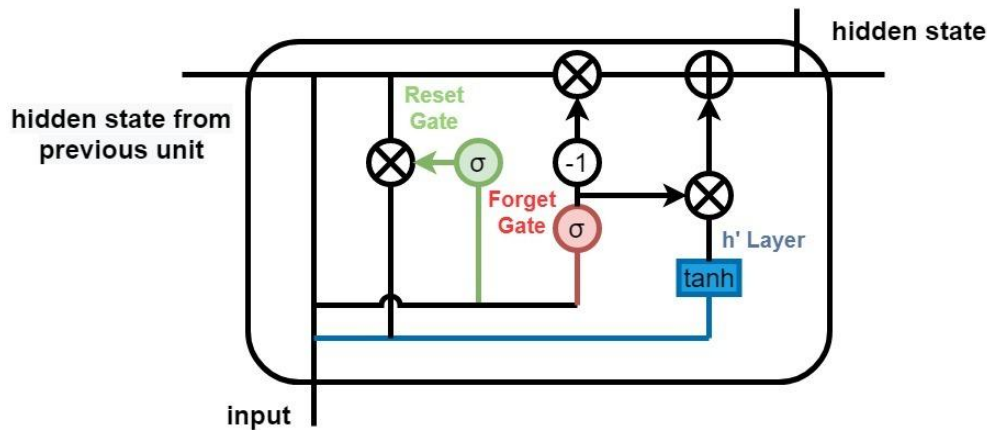 hidden state
hidden state from
previous unit
Reset
Gate
σ
-1
Forget
Gate
σ
h' Layer
tanh
input